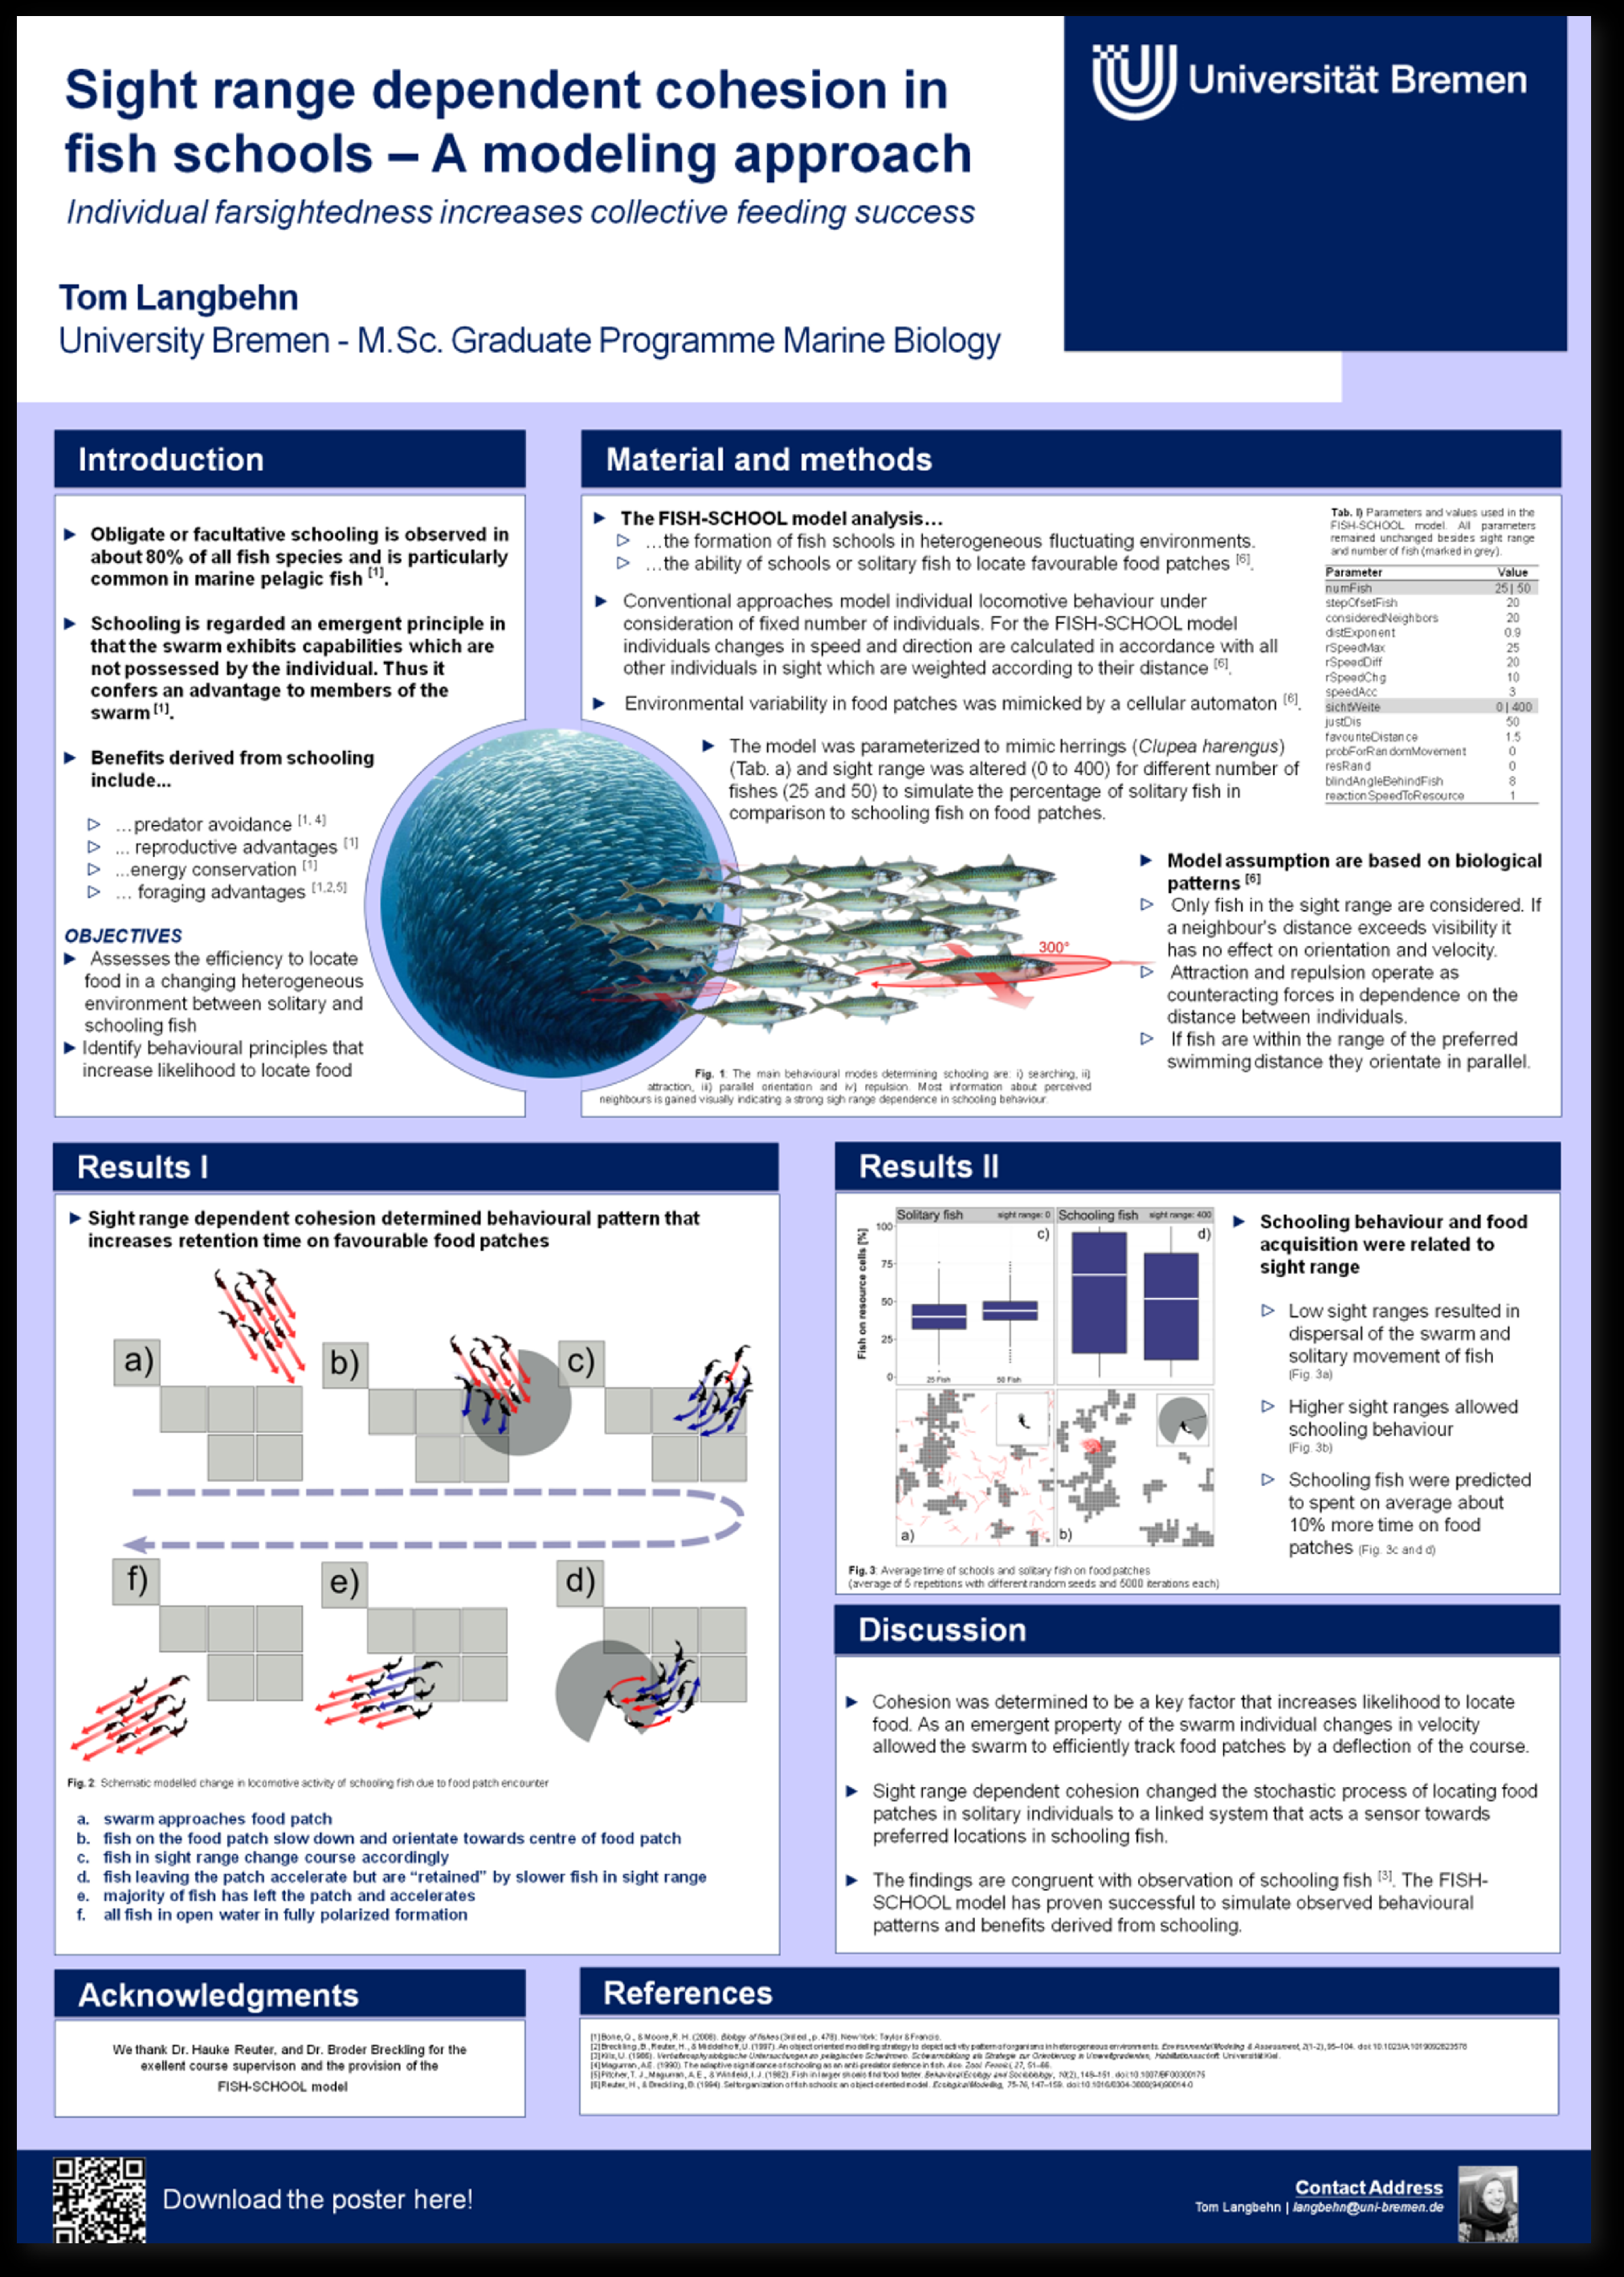 Sight range dependent cohesion in
fish schools – A modeling approach
Individual farsightedness increases collective feeding success
Tom Langbehn
University Bremen - M.Sc. Graduate Programme Marine Biology
Universität Bremen
Introduction
► Obligate or facultative schooling is observed in
about 80% of all fish species and is particularly
common in marine pelagic fish [1].
► Schooling is regarded an emergent principle in
that the swarm exhibits capabilities which are
not possessed by the individual. Thus it
confers an advantage to members of the
swarm [1].
► Benefits derived from schooling
include...
▷ ...predator avoidance [1, 4]
▷ ... reproductive advantages [1]
▷ ...energy conservation [1]
▷ ... foraging advantages [1,2,5]
OBJECTIVES
► Assesses the efficiency to locate
food in a changing heterogeneous
environment between solitary and
schooling fish
► Identify behavioural principles that
increase likelihood to locate food
Material and methods
► The FISH-SCHOOL model analysis…
▷ …the formation of fish schools in heterogeneous fluctuating environments.
▷ …the ability of schools or solitary fish to locate favourable food patches [6].
► Conventional approaches model individual locomotive behaviour under
consideration of fixed number of individuals. For the FISH-SCHOOL model
individuals changes in speed and direction are calculated in accordance with all
other individuals in sight which are weighted according to their distance [6].
► Environmental variability in food patches was mimicked by a cellular automaton [6].
► The model was parameterized to mimic herrings (Clupea harengus)
(Tab. a) and sight range was altered (0 to 400) for different number of
fishes (25 and 50) to simulate the percentage of solitary fish in
comparison to schooling fish on food patches.
Tab. I) Parameters and values used in the
FISH-SCHOOL model. All parameters
remained unchanged besides sight range
and number of fish (marked in grey).
Parameter Value
numFish 25| 50
stepOfsetFish 20
consideredNeighbors 20
distExponent 0.9
rSpeedMax 25
rSpeedDiff 20
rSpeedChg 10
speedAcc 3
sichtWeite 0 | 400
justDis 50
favouriteDistance 1.5
probForRandomMovement 0
resRand 0
blindAngleBehindFish 8
reactionSpeedToResource 1
300°
Fig. 1: The main behavioural modes determining schooling are: i) searching, ii)
attraction, iii) parallel orientation and iv) repulsion. Most information about perceived
neighbours is gained visually indicating a strong sigh range dependence in schooling behaviour.
► Model assumption are based on biological
patterns [6]
▷ Only fish in the sight range are considered. If
a neighbour's distance exceeds visibility it
has no effect on orientation and velocity.
▷ Attraction and repulsion operate as
counteracting forces in dependence on the
distance between individuals.
▷ If fish are within the range of the preferred
swimming distance they orientate in parallel.
Results I
► Sight range dependent cohesion determined behavioural pattern that
increases retention time on favourable food patches
a)
b)
c)
f)
e)
d)
Fig. 2: Schematic modelled change in locomotive activity of schooling fish due to food patch encounter
a. swarm approaches food patch
b. fish on the food patch slow down and orientate towards centre of food patch
c. fish in sight range change course accordingly
d. fish leaving the patch accelerate but are “retained” by slower fish in sight range
e. majority of fish has left the patch and accelerates
f. all fish in open water in fully polarized formation
Results II
Solitary fish sight range: 0 Schooling fish sight range: 400
Fish on resource cells [%]
100
75
50
25
0
c)
d)
25 Fish
50 Fish
a)
b)
Fig. 3: Average time of schools and solitary fish on food patches
(average of 5 repetitions with different random seeds and 5000 iterations each)
► Schooling behaviour and food
acquisition were related to
sight range
▷ Low sight ranges resulted in
dispersal of the swarm and
solitary movement of fish
(Fig. 3a)
▷ Higher sight ranges allowed
schooling behaviour
(Fig. 3b)
▷ Schooling fish were predicted
to spent on average about
10% more time on food
patches (Fig. 3c and d)
Discussion
► Cohesion was determined to be a key factor that increases likelihood to locate
food. As an emergent property of the swarm individual changes in velocity
allowed the swarm to efficiently track food patches by a deflection of the course.
► Sight range dependent cohesion changed the stochastic process of locating food
patches in solitary individuals to a linked system that acts a sensor towards
preferred locations in schooling fish.
► The findings are congruent with observation of schooling fish [3]. The FISH-
SCHOOL model has proven successful to simulate observed behavioural
patterns and benefits derived from schooling.
Acknowledgments
We thank Dr. Hauke Reuter, and Dr. Broder Breckling for the
exellent course supervison and the provision of the
FISH-SCHOOL model
References
[1] Bone, Q., & Moore, R. H. (2008). Biology of fishes (3rd ed., p. 478). New York: Taylor & Francis.
[2] Breckling, B., Reuter, H., & Middelhoff, U. (1997). An object oriented modelling strategy to depict activity pattern of organisms in heterogeneous environments. Environmental Modeling & Assessment, 2(1-2), 95–104.
[3] Kils, U. (1986). Verhaltensphysiologische Untersuchungen an pelagischen Schwärmen. Schwarmbildung als Strategie zur Orientierung in Umweltgradienten, Habilitationsschrift. Universität Kiel.
[4] Magurran, A.E. (1990). The adaptive significance of schooling as an anti-predator defence in fish. Ann. Zool. Fennici, 27, 51–66.
[5] Pitcher, T. J., Magurran, A.E., & Winfield, I. J. (1982). Fish in larger shoals find food faster. Behavioral Ecology and Sociobiology, 10(2), 149–151. doi:10.1007/BF00300175
[6] Reuter, H., & Breckling, B. (1994). Selforganization of fish schools: an object-oriented model. Ecological Modelling, 75-76, 147–159. doi:10.1016/0304-3800(94)90014-0
Download the poster here!
Contact Address
Tom Langbehn | langbehn@uni-bremen.de